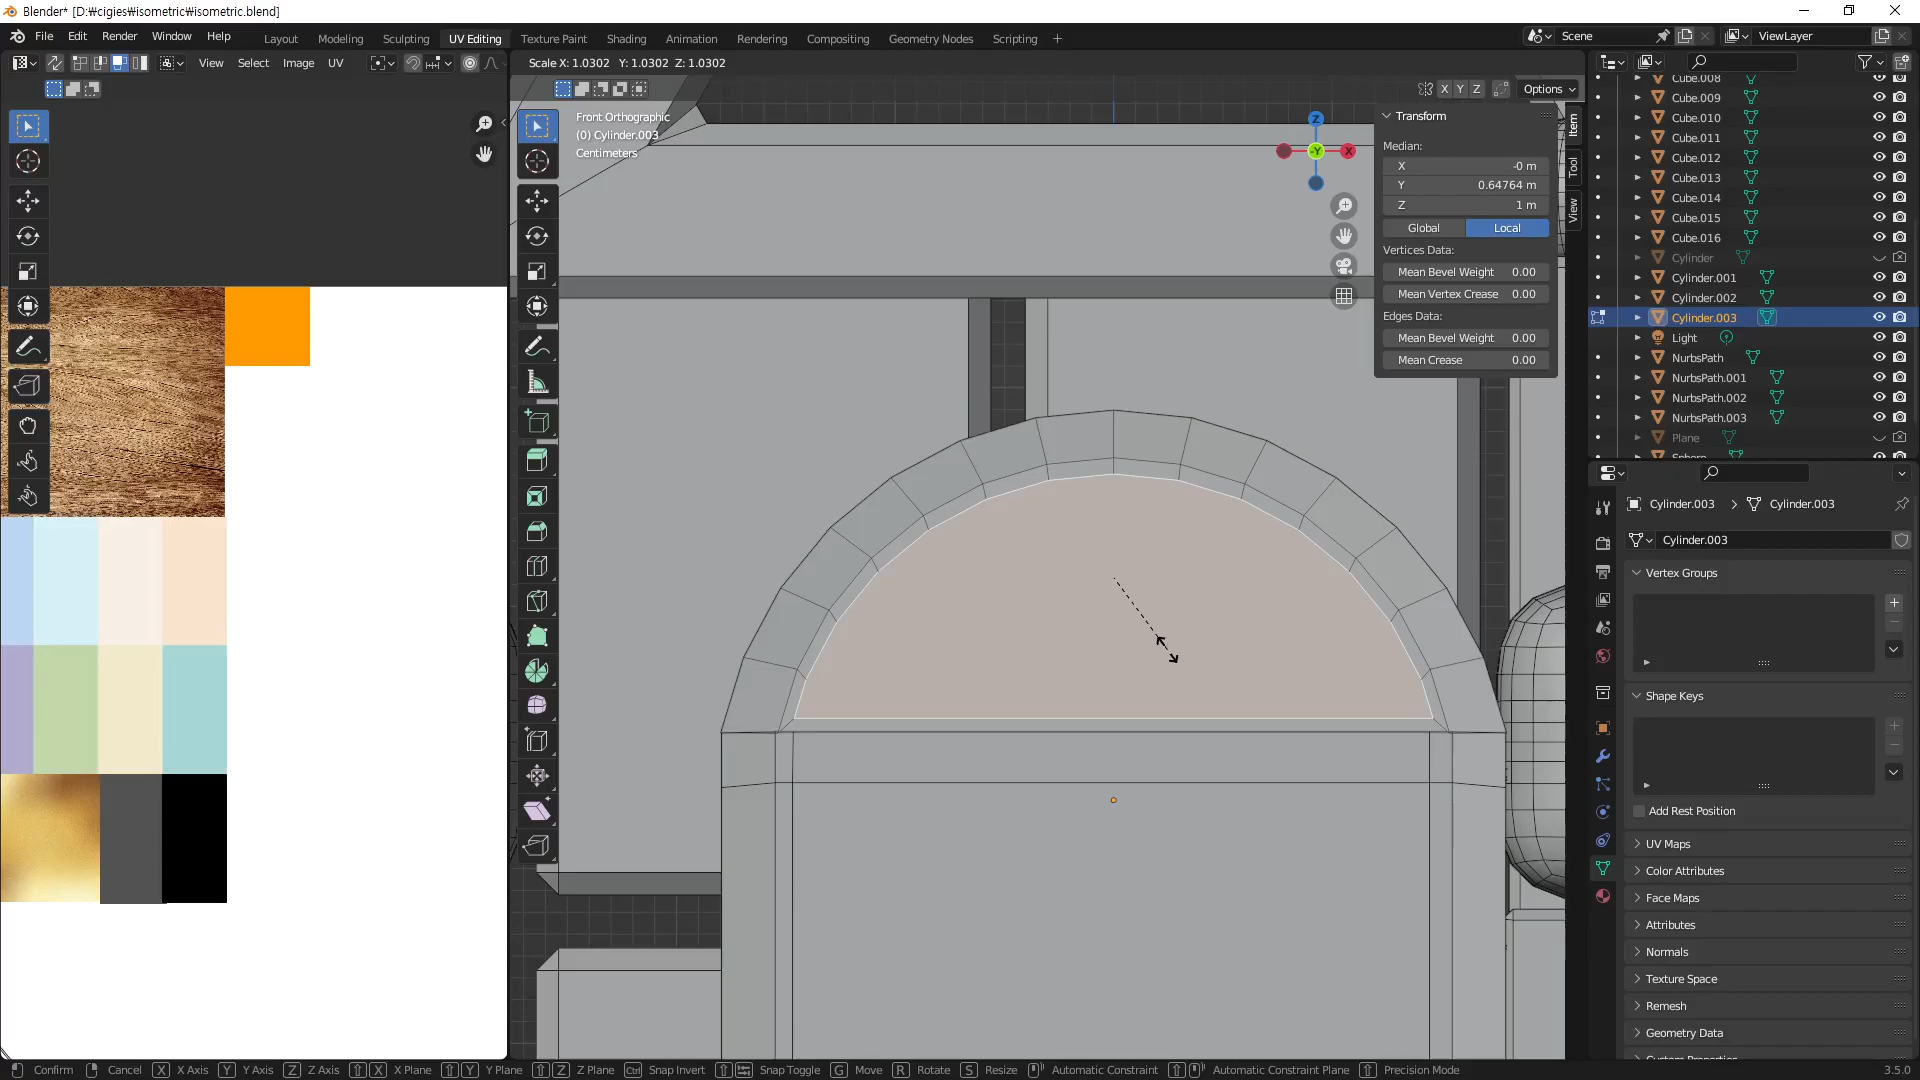 Blender* [D:₩cigies₩isometric₩isometric.blend]
File Edit Render Window Help Layout Modeling Sculpting UV Editing Texture Paint Shading Animation Rendering Compositing Geometry Nodes Scripting + Scene ViewLayer
View Select Image UV Scale X: 1.0302 Y: 1.0302 Z: 1.0302
X Y Z Options
Front Orthographic
(0) Cylinder.003
Centimeters
Z
-Y
X
Transform
Median:
X -0 m
Y 0.64764 m
Z 1 m
Global Local
Vertices Data:
Mean Bevel Weight 0.00
Mean Vertex Crease 0.00
Edges Data:
Mean Bevel Weight 0.00
Mean Crease 0.00
Item
Tool
View
Cube.008
Cube.009
Cube.010
Cube.011
Cube.012
Cube.013
Cube.014
Cube.015
Cube.016
Cylinder
Cylinder.001
Cylinder.002
Cylinder.003
Light
NurbsPath
NurbsPath.001
NurbsPath.002
NurbsPath.003
Plane
Sphere
Cylinder.003 > Cylinder.003
Cylinder.003
Vertex Groups
Shape Keys
Add Rest Position
UV Maps
Color Attributes
Face Maps
Attributes
Normals
Texture Space
Remesh
Geometry Data
Custom Properties
Confirm Cancel X X Axis Y Y Axis Z Z Axis X X Plane Y Y Plane Z Z Plane Ctrl Snap Invert Snap Toggle G Move R Rotate S Resize Automatic Constraint Automatic Constraint Plane Precision Mode 3.5.0